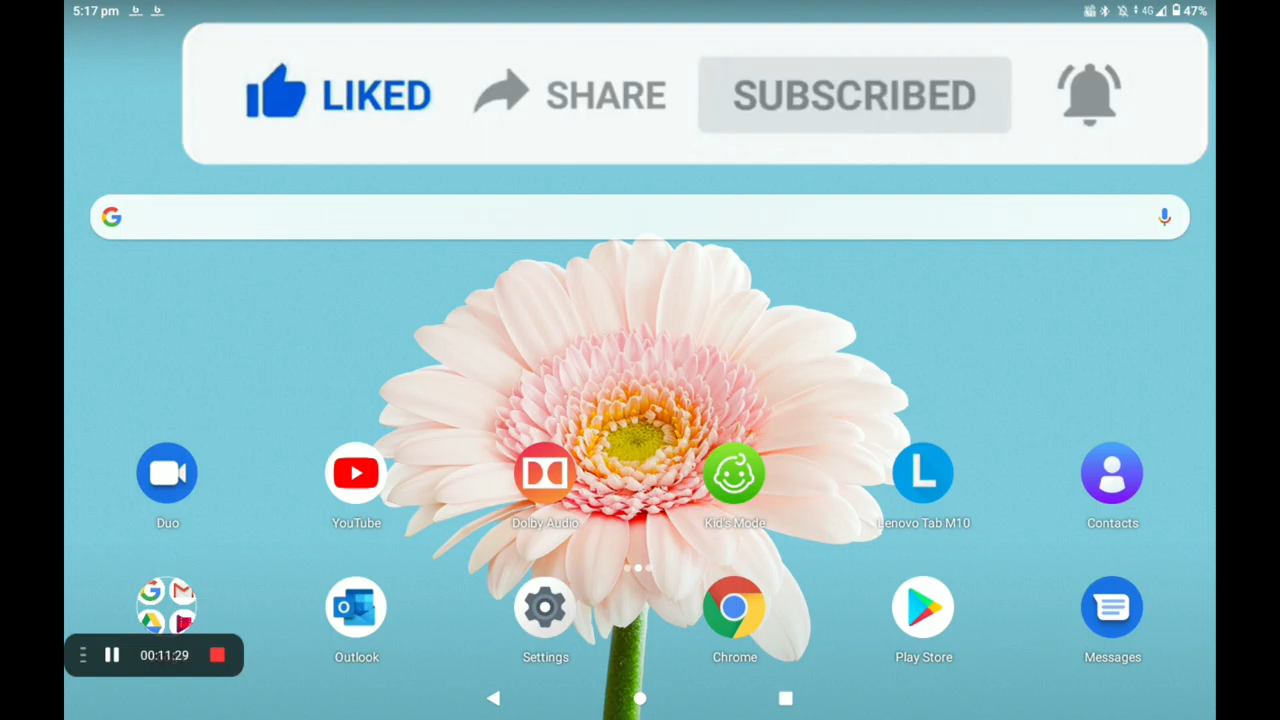 5:17 pm
4G 47%
LIKED SHARE SUBSCRIBED
Duo YouTube Dolby Audio Kid's Mode Lenovo Tab M10 Contacts
00:11:29
Outlook Settings Chrome Play Store Messages